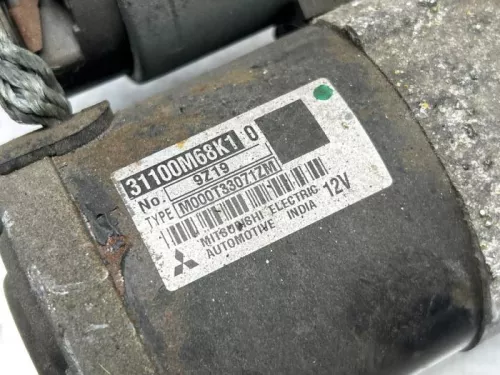 31100M68K1 0
No. 9Z19
TYPE M000T33071ZM
MITSUBISHI ELECTRIC 12V
AUTOMOTIVE INDIA